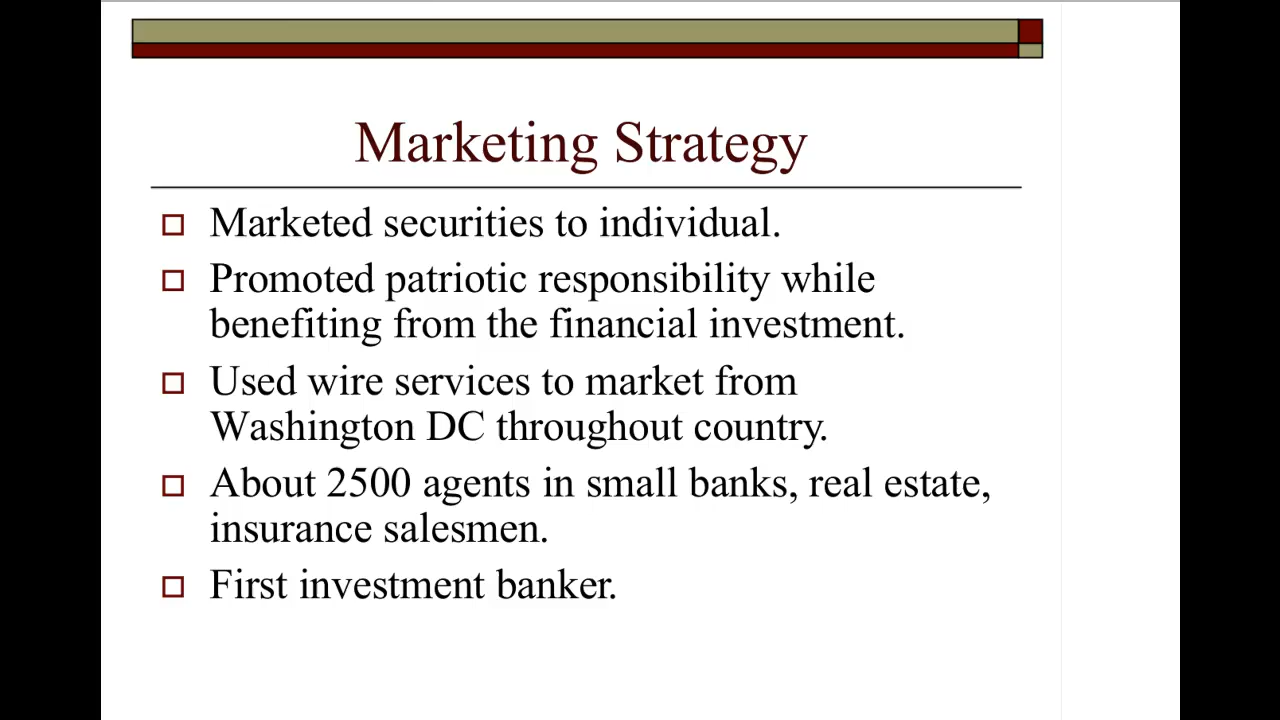 Marketing Strategy
Marketed securities to individual.
Promoted patriotic responsibility while
benefiting from the financial investment.
Used wire services to market from
Washington DC throughout country.
About 2500 agents in small banks, real estate,
insurance salesmen.
First investment banker.